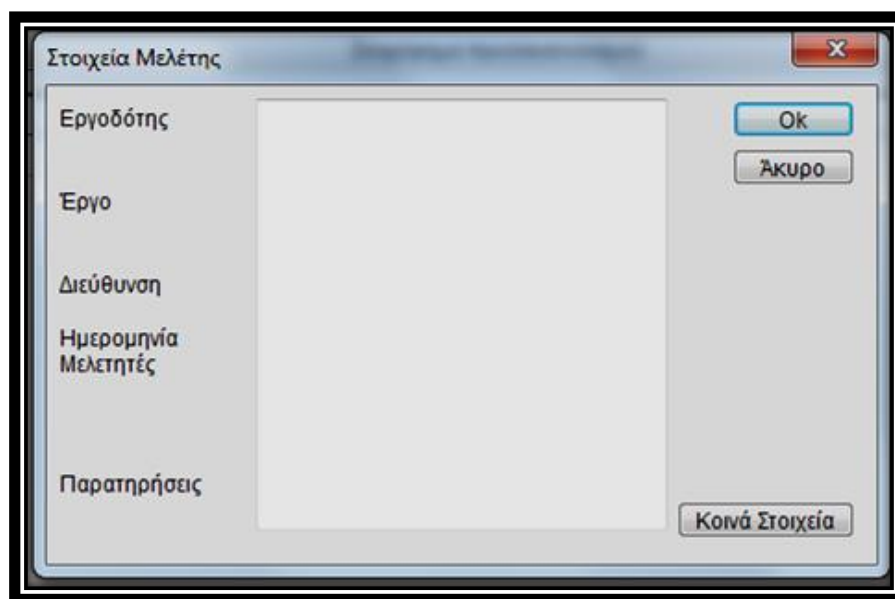 Στοιχεία Μελέτης
Εργοδότης
Ok
Άκυρο
Έργο
Διεύθυνση
Ημερομηνία
Μελετητές
Παρατηρήσεις
Κοινά Στοιχεία